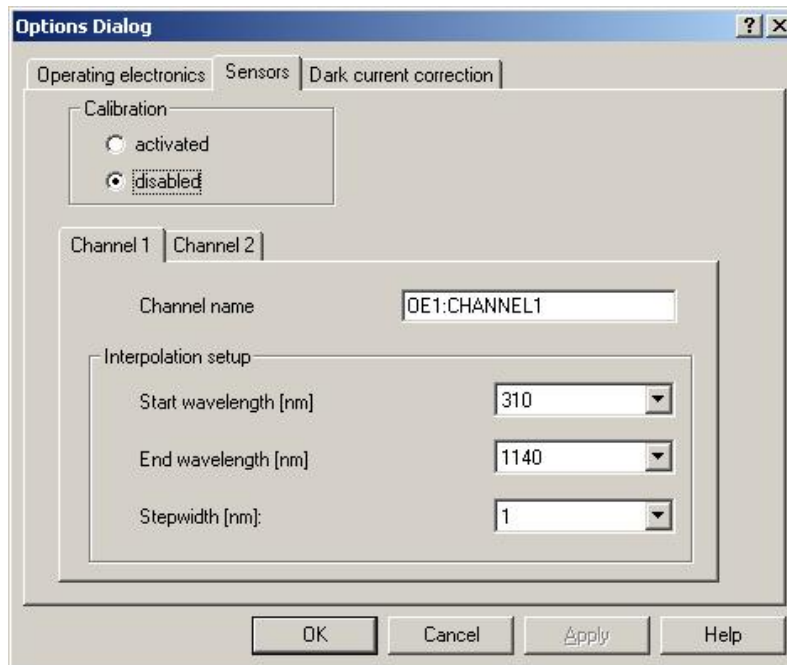 Options Dialog
Operating electronics Sensors Dark current correction
Calibration
activated
disabled
Channel 1 Channel 2
Channel name OE1:CHANNEL1
Interpolation setup
Start wavelength [nm] 310
End wavelength [nm] 1140
Stepwidth [nm]: 1
OK Cancel Apply Help